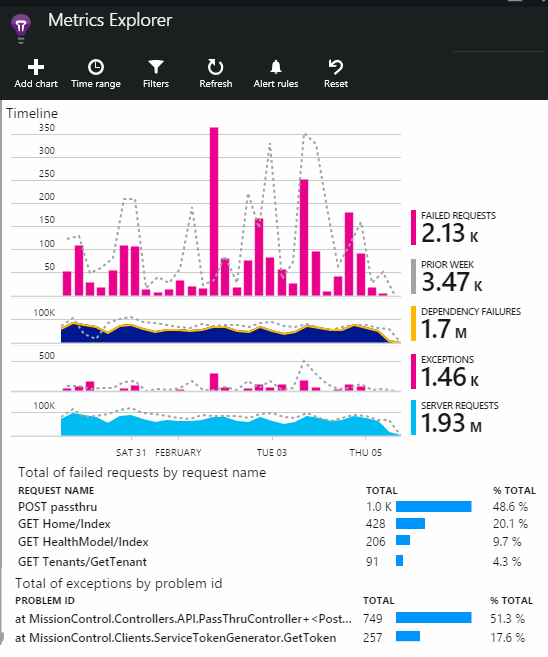 Metrics Explorer
Add chart Time range Filters Refresh Alert rules Reset
Timeline
350
300
250
200
150
100
50
FAILED REQUESTS
2.13 K
PRIOR WEEK
3.47 K
100K
DEPENDENCY FAILURES
1.7 M
500
EXCEPTIONS
1.46 K
100K
SERVER REQUESTS
1.93 M
SAT 31 FEBRUARY TUE 03 THU 05
Total of failed requests by request name
REQUEST NAME TOTAL % TOTAL
POST passthru 1.0 K 48.6 %
GET Home/Index 428 20.1 %
GET HealthModel/Index 206 9.7 %
GET Tenants/GetTenant 91 4.3 %
Total of exceptions by problem id
PROBLEM ID TOTAL % TOTAL
at MissionControl.Controllers.API.PassThruController+<Post... 749 51.3 %
at MissionControl.Clients.ServiceTokenGenerator.GetToken 257 17.6 %